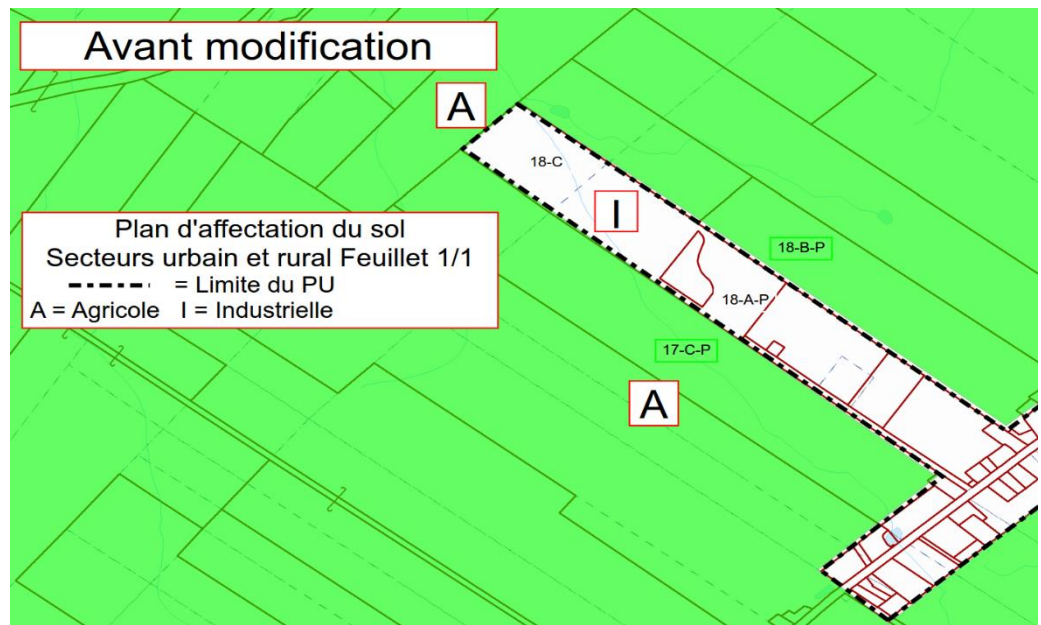 Avant modification
A
18-C
I
Plan d'affectation du sol
Secteurs urbain et rural Feuillet 1/1
= Limite du PU
A = Agricole I = Industrielle
18-B-P
18-A-P
17-C-P
A